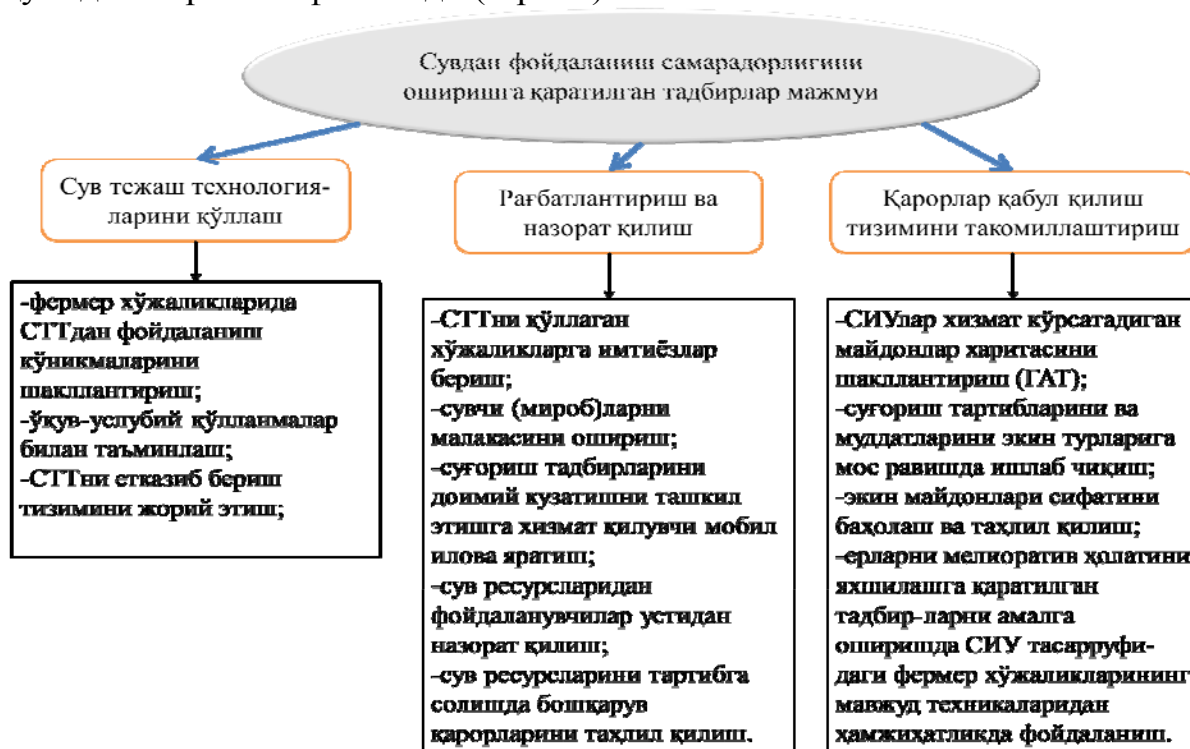 Сувдан фойдаланиш самарадорлигини
оширишга қаратилган тадбирлар мажмуи
Сув тежаш технология-
ларини қўллаш
Рағбатлантириш ва
назорат қилиш
Қарорлар қабул қилиш
тизимини такомиллаштириш
-фермер хўжаликларида
СТТдан фойдаланиш
кўникмаларини
шакллантириш;
-ўқув-услубий қўлланмалар
билан таъминлаш;
-СТТни етказиб бериш
тизимини жорий этиш;
-СТТни қўллаган
хўжаликларга имтиёзлар
бериш;
-сувчи (мироб)ларни
малакасини ошириш;
-суғориш тадбирларини
доимий кузатишни ташкил
этишга хизмат қилувчи мобил
илова яратиш;
-сув ресурсларидан
фойдаланувчилар устидан
назорат қилиш;
-сув ресурсларини тартибга
солишда бошқарув
қарорларини таҳлил қилиш.
-СИУлар хизмат кўрсатадиган
майдонлар харитасини
шакллантириш (ГАТ);
-суғориш тартибларини ва
муддатларини экин турларига
мос равишда ишлаб чиқиш;
-экин майдонлари сифатини
баҳолаш ва таҳлил қилиш;
-ерларни мелиоратив ҳолатини
яхшилашга қаратилган
тадбир-ларни амалга
оширишда СИУ тасарруфи-
даги фермер хўжаликларининг
мавжуд техникаларидан
ҳамжиҳатликда фойдаланиш.